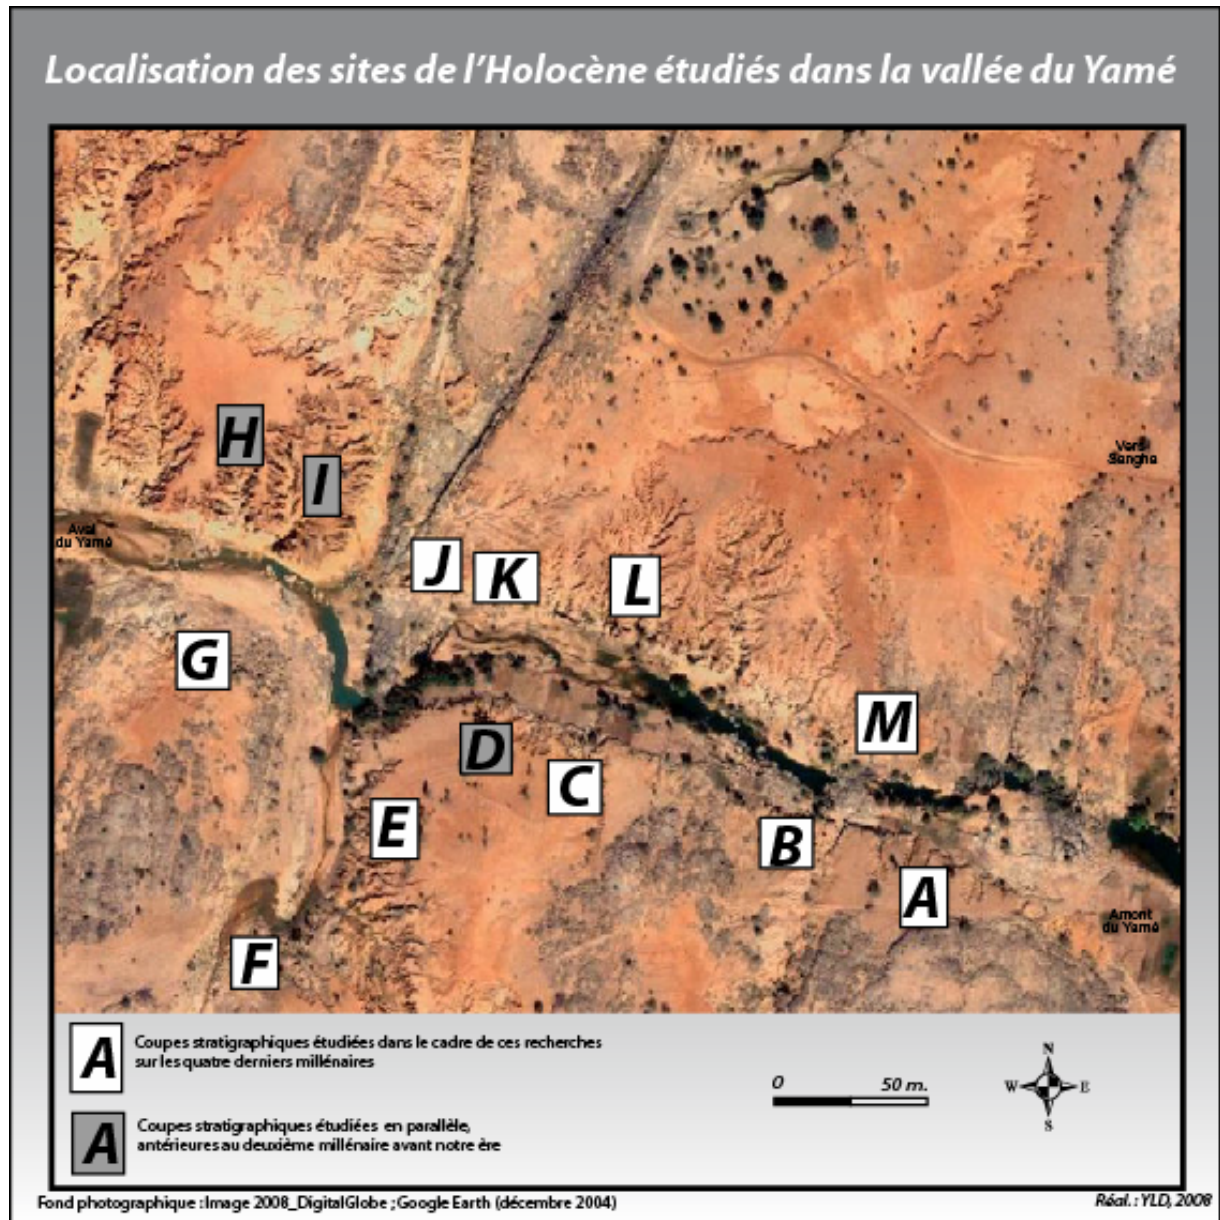 Localisation des sites de l'Holocène étudiés dans la vallée du Yamé
H
I
Vers
Sangha
Aval
du Yamé
J
K
L
G
M
D
C
E
B
A
F
Amont
du Yamé
A
Coupes stratigraphiques étudiées dans le cadre de ces recherches
sur les quatre derniers millénaires
A
Coupes stratigraphiques étudiées en parallèle,
antérieures au deuxième millénaire avant notre ère
0 50 m.
N
W E
S
Fond photographique : Image 2008_DigitalGlobe ; Google Earth (décembre 2004)
Réal. : YLD, 2008